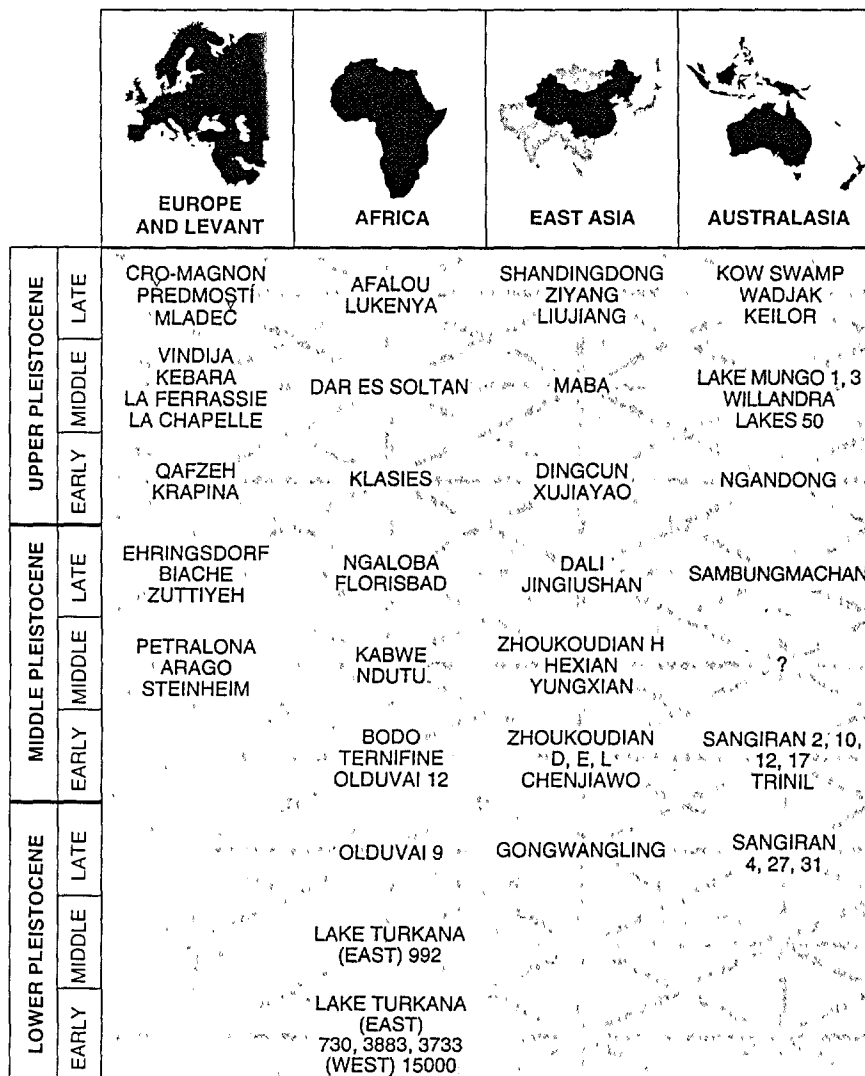 EUROPE
AND LEVANT
AFRICA
EAST ASIA
AUSTRALASIA
UPPER PLEISTOCENE
LATE
CRO-MAGNON
PŘEDMOSTÍ
MLADEČ
AFALOU
LUKENYA
SHANDINGDONG
ZIYANG
LIUJIANG
KOW SWAMP
WADJAK
KEILOR
MIDDLE
VINDIJA
KEBARA
LA FERRASSIE
LA CHAPELLE
DAR ES SOLTAN
MABA
LAKE MUNGO 1, 3
WILLANDRA
LAKES 50
EARLY
QAFZEH
KRAPINA
KLASIES
DINGCUN
XUJIAYAO
NGANDONG
MIDDLE PLEISTOCENE
LATE
EHRINGSDORF
BIACHE
ZUTTIYEH
NGALOBA
FLORISBAD
DALI
JINGIUSHAN
SAMBUNGMACHAN
MIDDLE
PETRALONA
ARAGO
STEINHEIM
KABWE
NDUTU
ZHOUKOUDIAN H
HEXIAN
YUNGXIAN
?
EARLY
BODO
TERNIFINE
OLDUVAI 12
ZHOUKOUDIAN
D, E, L
CHENJIAWO
SANGIRAN 2, 10,
12, 17
TRINIL
LOWER PLEISTOCENE
LATE
OLDUVAI 9
GONGWANGLING
SANGIRAN
4, 27, 31
MIDDLE
LAKE TURKANA
(EAST) 992
EARLY
LAKE TURKANA
(EAST)
730, 3883, 3733
(WEST) 15000